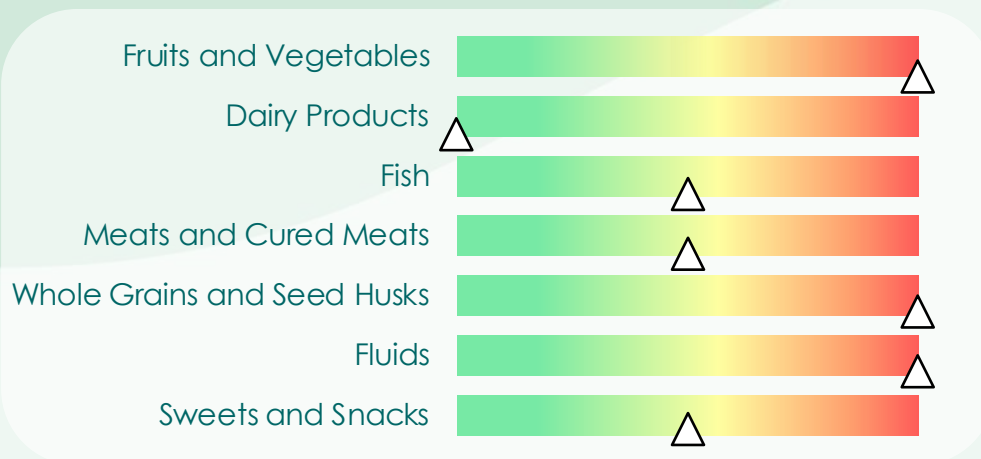 Fruits and Vegetables
Dairy Products
Fish
Meats and Cured Meats
Whole Grains and Seed Husks
Fluids
Sweets and Snacks